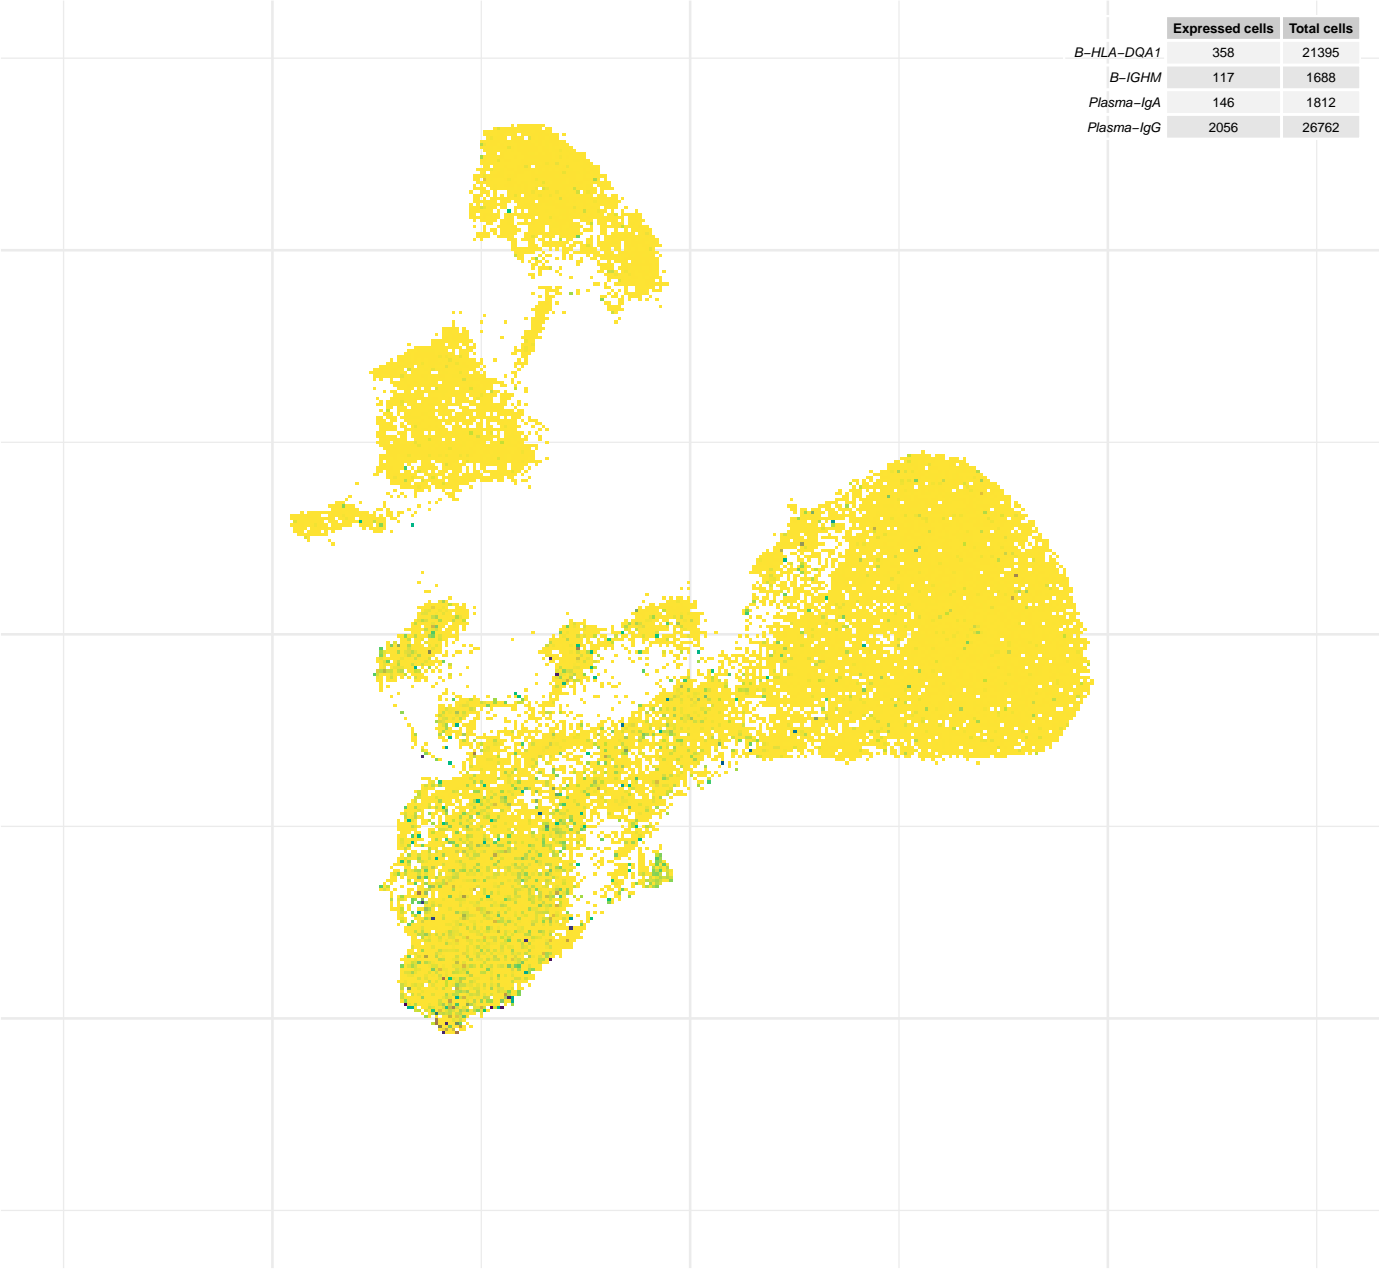 Expressed cells Total cells
B−HLA−DQA1 358 21395
B−IGHM 117 1688
Plasma−IgA 146 1812
Plasma−IgG 2056 26762